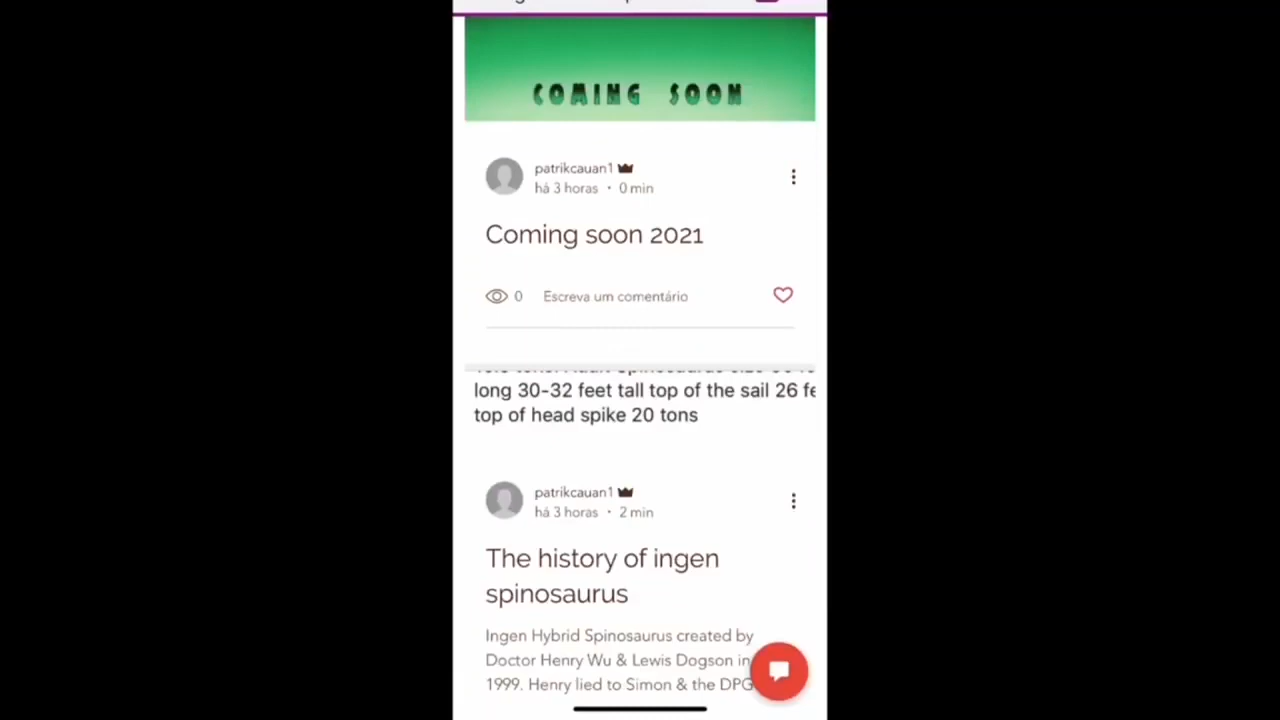 COMING SOON
patrikcauan1
há 3 horas · 0 min
Coming soon 2021
0 Escreva um comentário
long 30-32 feet tall top of the sail 26 fe
top of head spike 20 tons
patrikcauan1
há 3 horas · 2 min
The history of ingen
spinosaurus
Ingen Hybrid Spinosaurus created by
Doctor Henry Wu & Lewis Dogson in
1999. Henry lied to Simon & the DPG